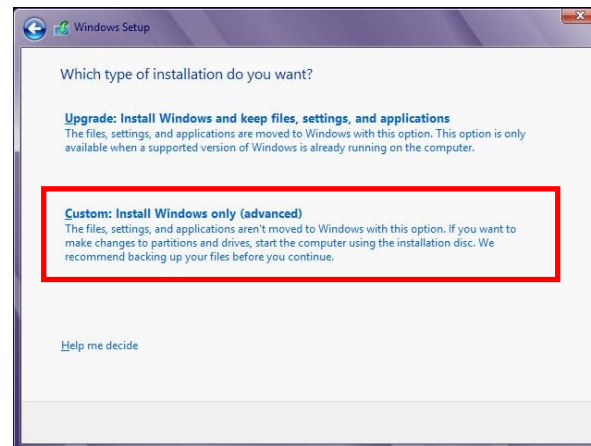 Windows Setup
Which type of installation do you want?
Upgrade: Install Windows and keep files, settings, and applications
The files, settings, and applications are moved to Windows with this option. This option is only
available when a supported version of Windows is already running on the computer.
Custom: Install Windows only (advanced)
The files, settings, and applications aren't moved to Windows with this option. If you want to
make changes to partitions and drives, start the computer using the installation disc. We
recommend backing up your files before you continue.
Help me decide